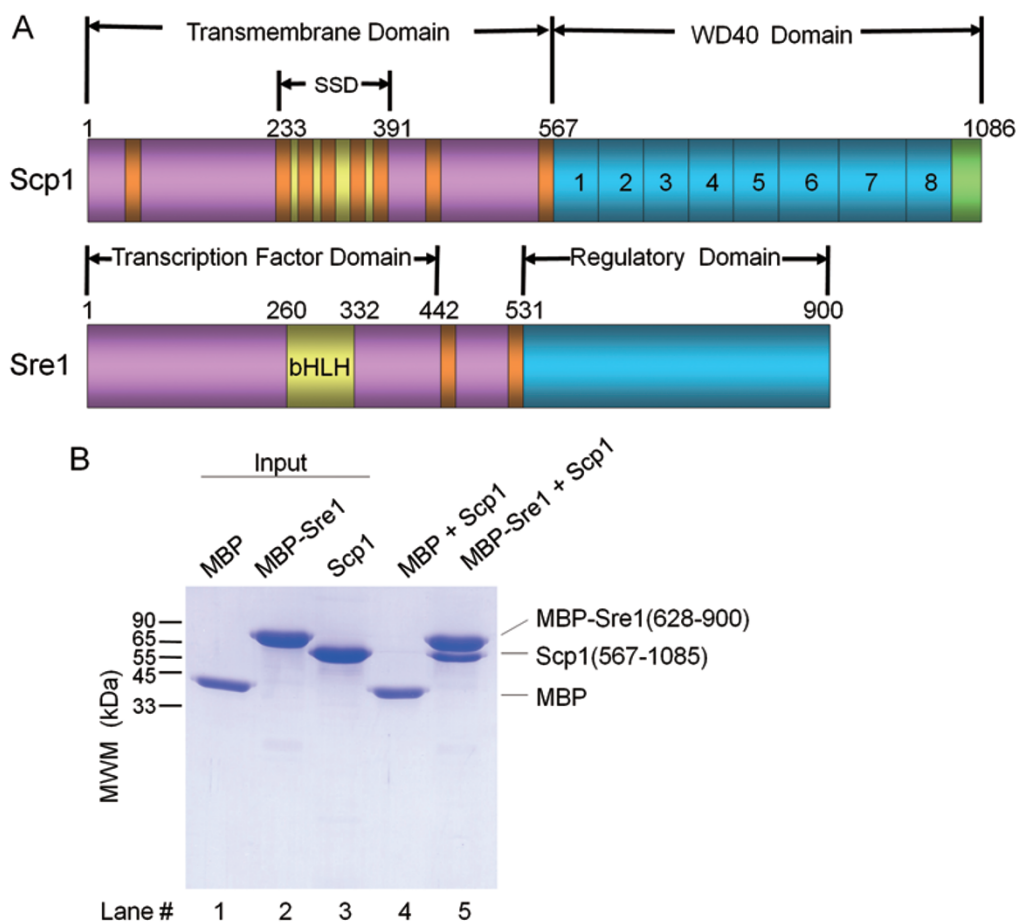 A
Transmembrane Domain
WD40 Domain
SSD
1 233 391 567 1086
Scp1
1 2 3 4 5 6 7 8
Transcription Factor Domain
Regulatory Domain
1 260 332 442 531 900
Sre1
bHLH
B
Input
MBP
MBP-Sre1
Scp1
MBP + Scp1
MBP-Sre1 + Scp1
90
65
55
45
33
MWM (kDa)
MBP-Sre1(628-900)
Scp1(567-1085)
MBP
Lane # 1 2 3 4 5